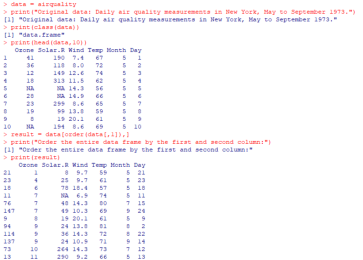 > data = airquality
> print("Original data: Daily air quality measurements in New York, May to September 1973.")
[1] "Original data: Daily air quality measurements in New York, May to September 1973."
> print(class(data))
[1] "data.frame"
> print(head(data,10))
Ozone Solar.R Wind Temp Month Day
1 41 190 7.4 67 5 1
2 36 118 8.0 72 5 2
3 12 149 12.6 74 5 3
4 18 313 11.5 62 5 4
5 NA NA 14.3 56 5 5
6 28 NA 14.9 66 5 6
7 23 299 8.6 65 5 7
8 19 99 13.8 59 5 8
9 8 19 20.1 61 5 9
10 NA 194 8.6 69 5 10
> result = data[order(data[,1]),]
> print("Order the entire data frame by the first and second column:")
[1] "Order the entire data frame by the first and second column:"
> print(result)
Ozone Solar.R Wind Temp Month Day
21 1 8 9.7 59 5 21
23 4 25 9.7 61 5 23
18 6 78 18.4 57 5 18
11 7 NA 6.9 74 5 11
76 7 48 14.3 80 7 15
147 7 49 10.3 69 9 24
9 8 19 20.1 61 5 9
94 9 24 13.8 81 8 2
114 9 36 14.3 72 8 22
137 9 24 10.9 71 9 14
73 10 264 14.3 73 7 12
13 11 290 9.2 66 5 13